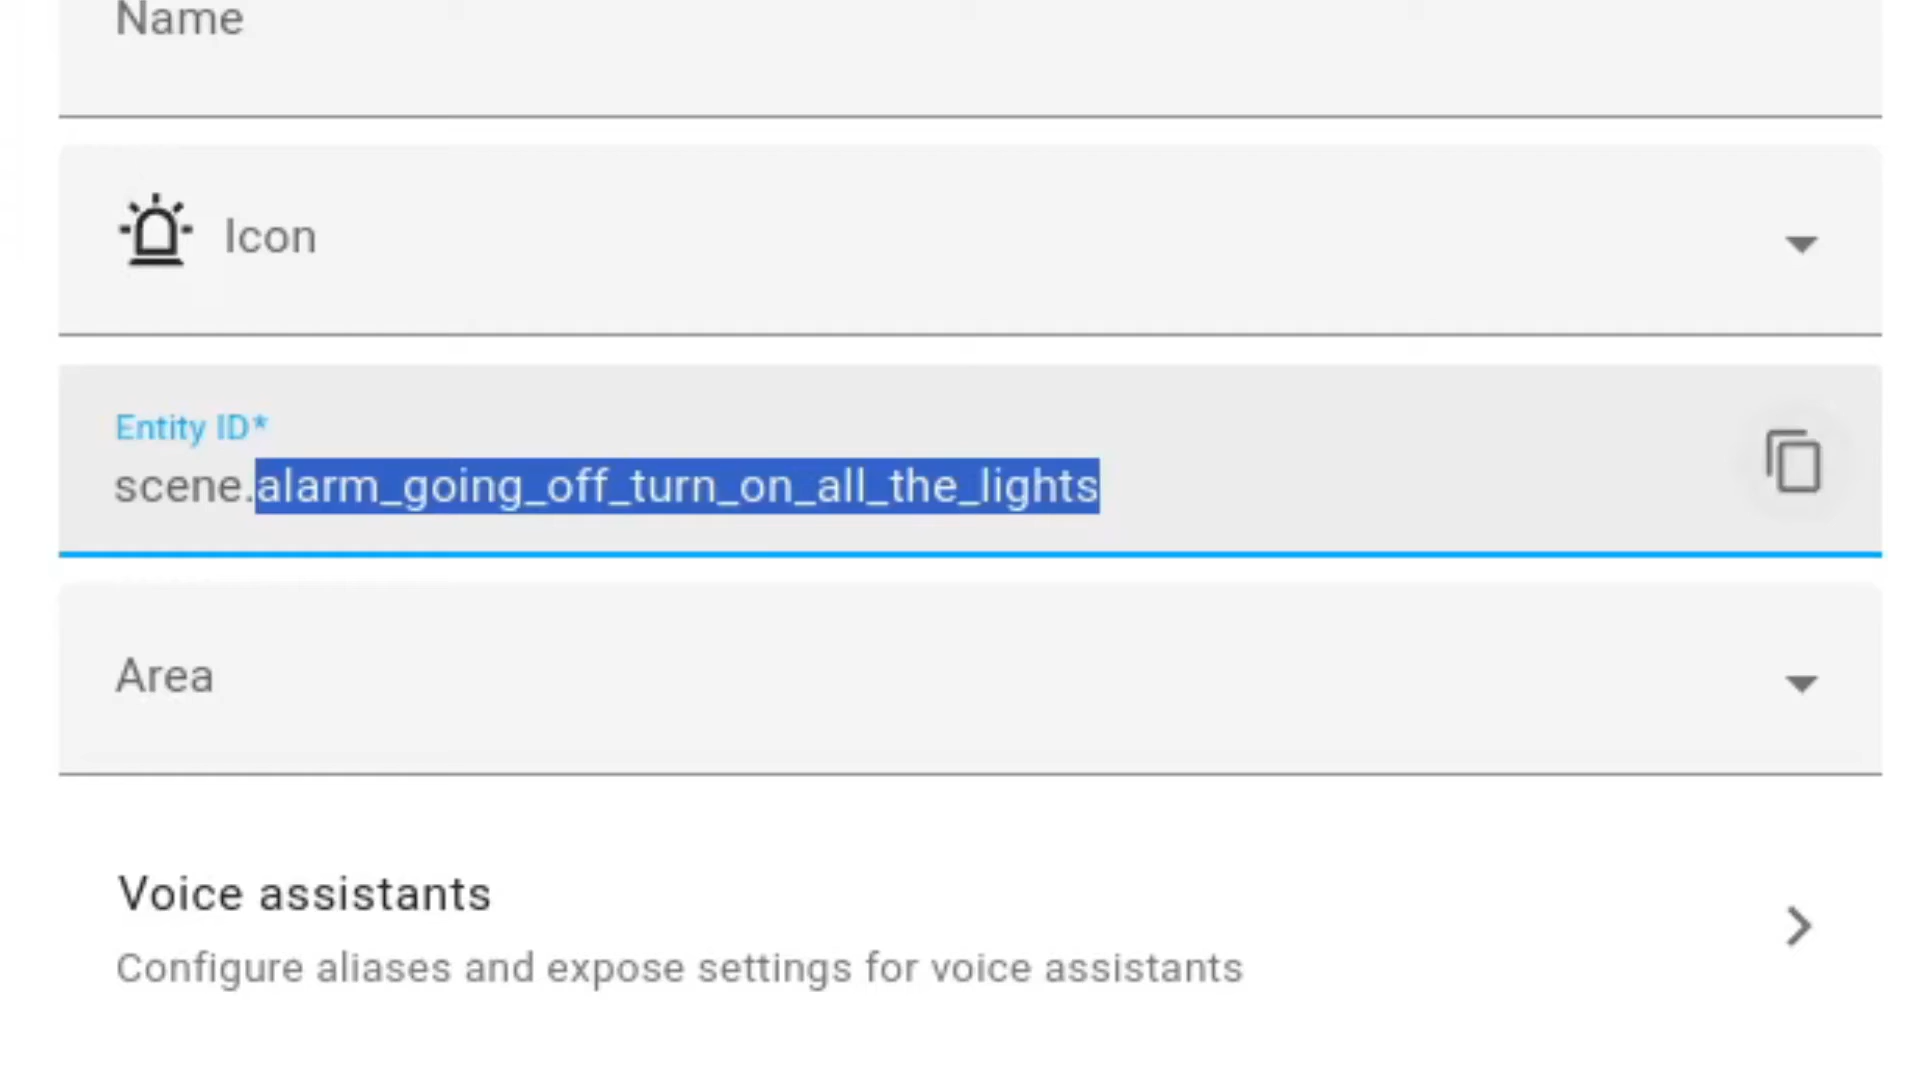 Name
Icon
Entity ID*
scene.alarm_going_off_turn_on_all_the_lights
Area
Voice assistants
Configure aliases and expose settings for voice assistants